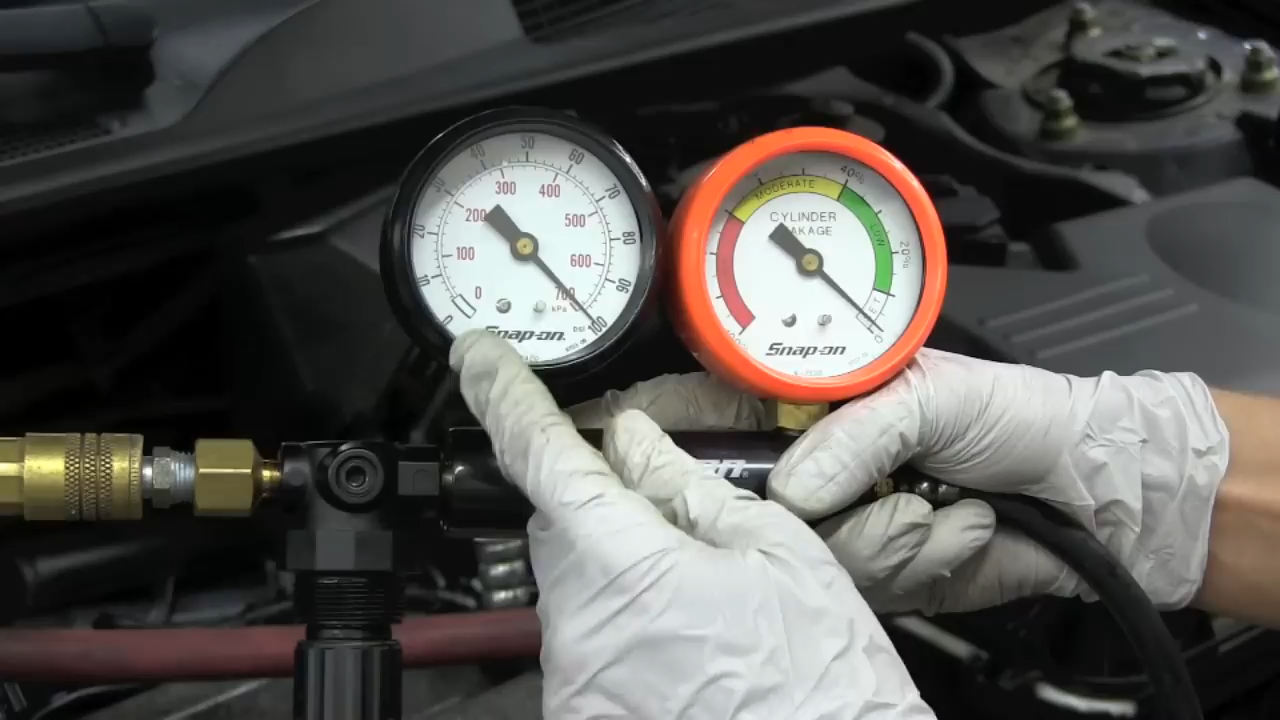 0 10 20 30 40 50 60 70 80 90 100
0 100 200 300 400 500 600 700
kPa
PSI
Snap-on
MODERATE
40%
LOW
20%
SET
0
CYLINDER
LEAKAGE
Snap-on